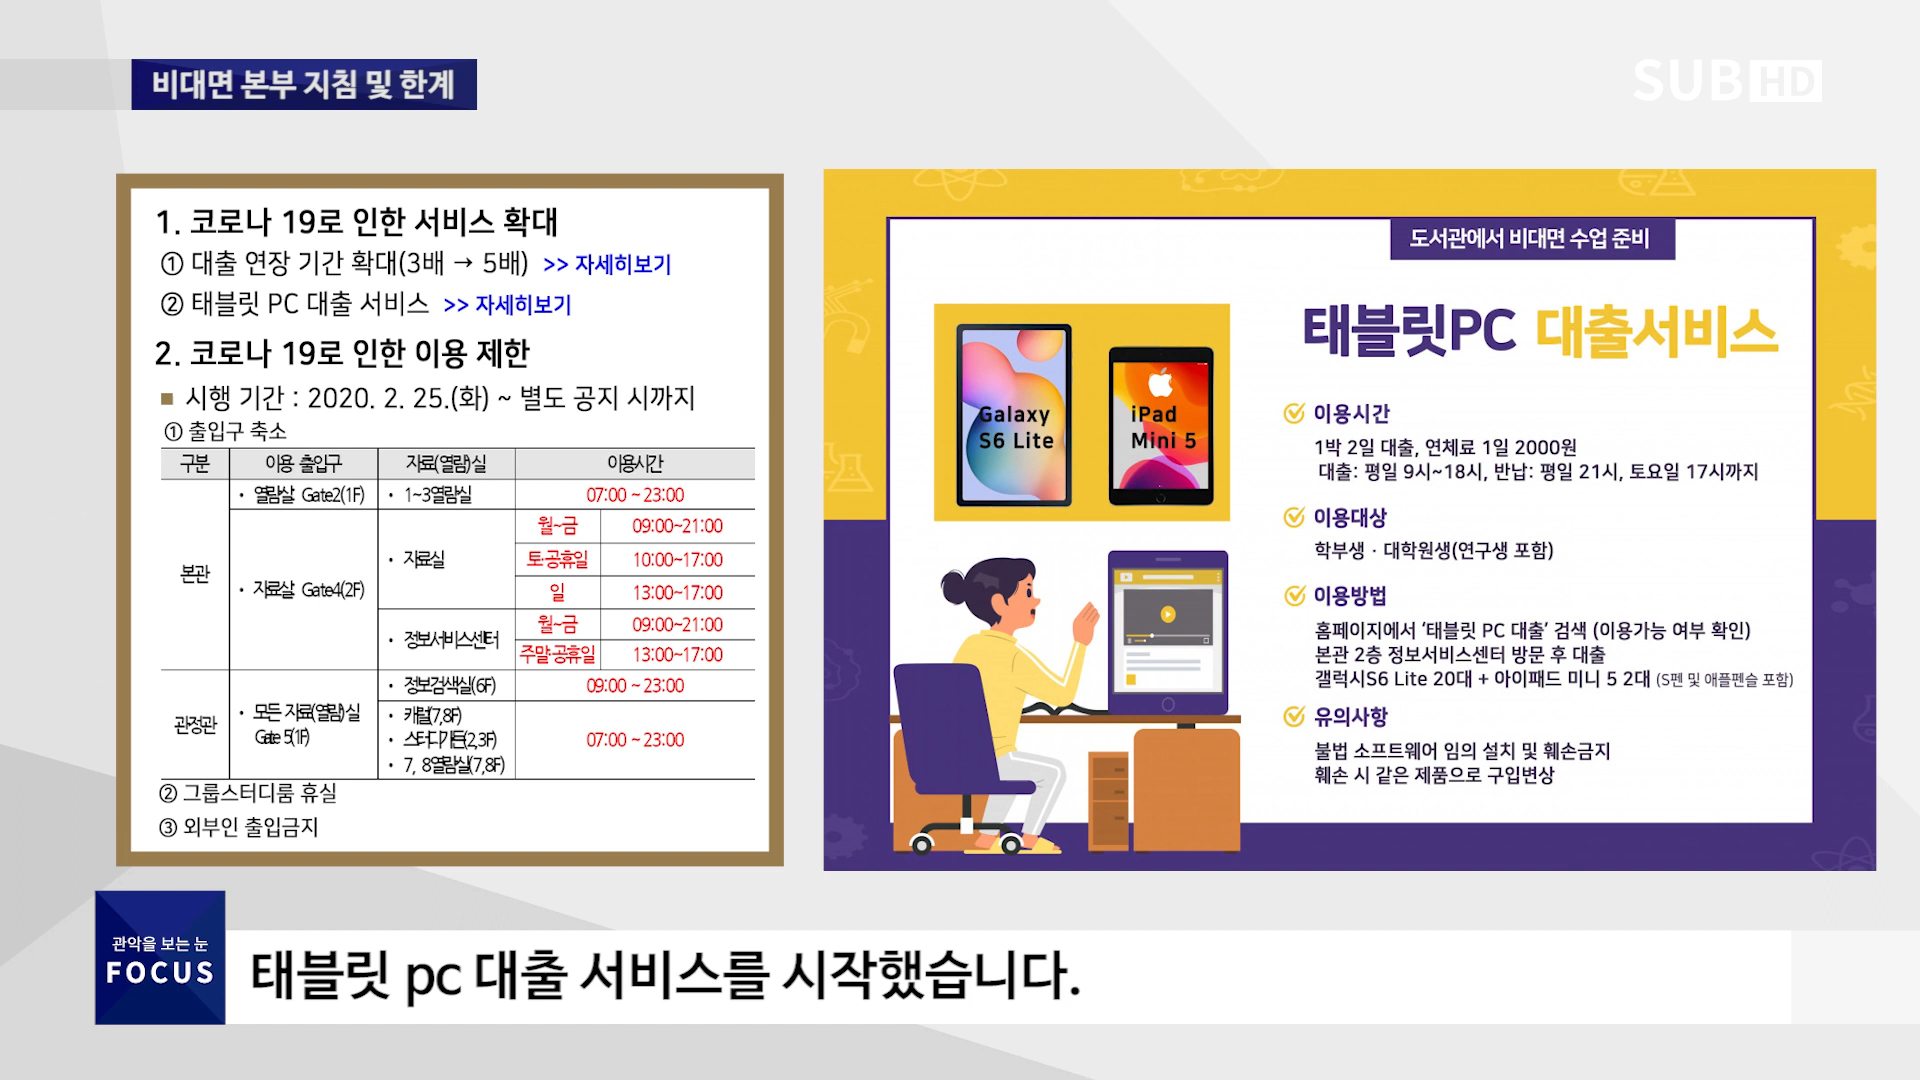 비대면 본부 지침 및 한계
SUB HD
1. 코로나 19로 인한 서비스 확대
① 대출 연장 기간 확대(3배 → 5배) >> 자세히보기
② 태블릿 PC 대출 서비스 >> 자세히보기
2. 코로나 19로 인한 이용 제한
■ 시행 기간 : 2020. 2. 25.(화) ~ 별도 공지 시까지
① 출입구 축소
구분 이용 출입구 자료(열람)실 이용시간
본관 • 열람실: Gate2(1F) • 1~3열람실 07:00 ~ 23:00
• 자료실: Gate4(2F) • 자료실 월~금 09:00~21:00
토·공휴일 10:00~17:00
일 13:00~17:00
• 정보서비스센터 월~금 09:00~21:00
주말·공휴일 13:00~17:00
관정관 • 모든 자료(열람)실: Gate 5(1F) • 정보검색실(6F) 09:00 ~ 23:00
• 캐럴(7,8F)
• 스터디가든(2,3F) 07:00 ~ 23:00
• 7, 8열람실(7,8F)
② 그룹스터디룸 휴실
③ 외부인 출입금지
도서관에서 비대면 수업 준비
태블릿PC 대출서비스
Galaxy
S6 Lite
iPad
Mini 5
이용시간
1박 2일 대출, 연체료 1일 2000원
대출: 평일 9시~18시, 반납: 평일 21시, 토요일 17시까지
이용대상
학부생 · 대학원생(연구생 포함)
이용방법
홈페이지에서 '태블릿 PC 대출' 검색 (이용가능 여부 확인)
본관 2층 정보서비스센터 방문 후 대출
갤럭시S6 Lite 20대 + 아이패드 미니 5 2대 (S펜 및 애플펜슬 포함)
유의사항
불법 소프트웨어 임의 설치 및 훼손금지
훼손 시 같은 제품으로 구입변상
관악을 보는 눈
FOCUS
태블릿 pc 대출 서비스를 시작했습니다.